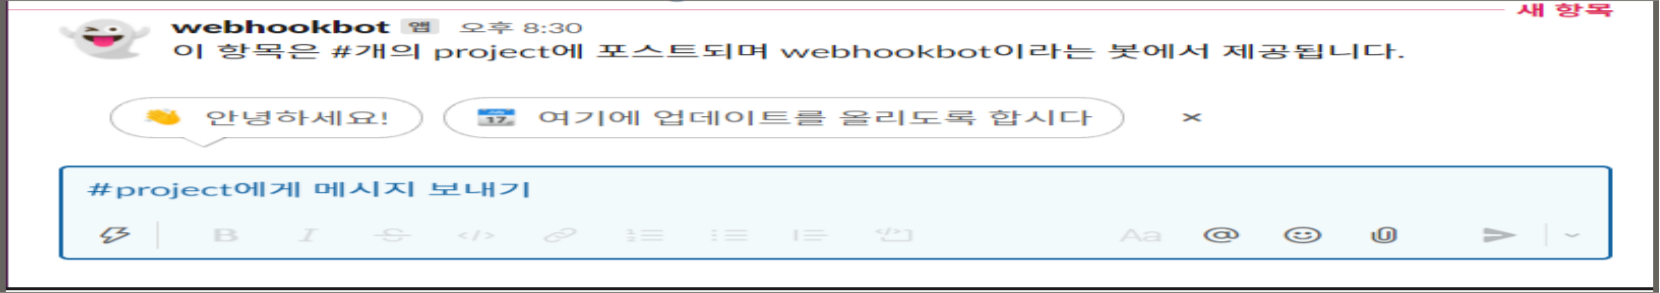 새 항목
webhookbot 앱 오후 8:30
이 항목은 #개의 project에 포스트되며 webhookbot이라는 봇에서 제공됩니다.
안녕하세요! 17 여기에 업데이트를 올리도록 합시다 ×
#project에게 메시지 보내기
B I S </> Aa @